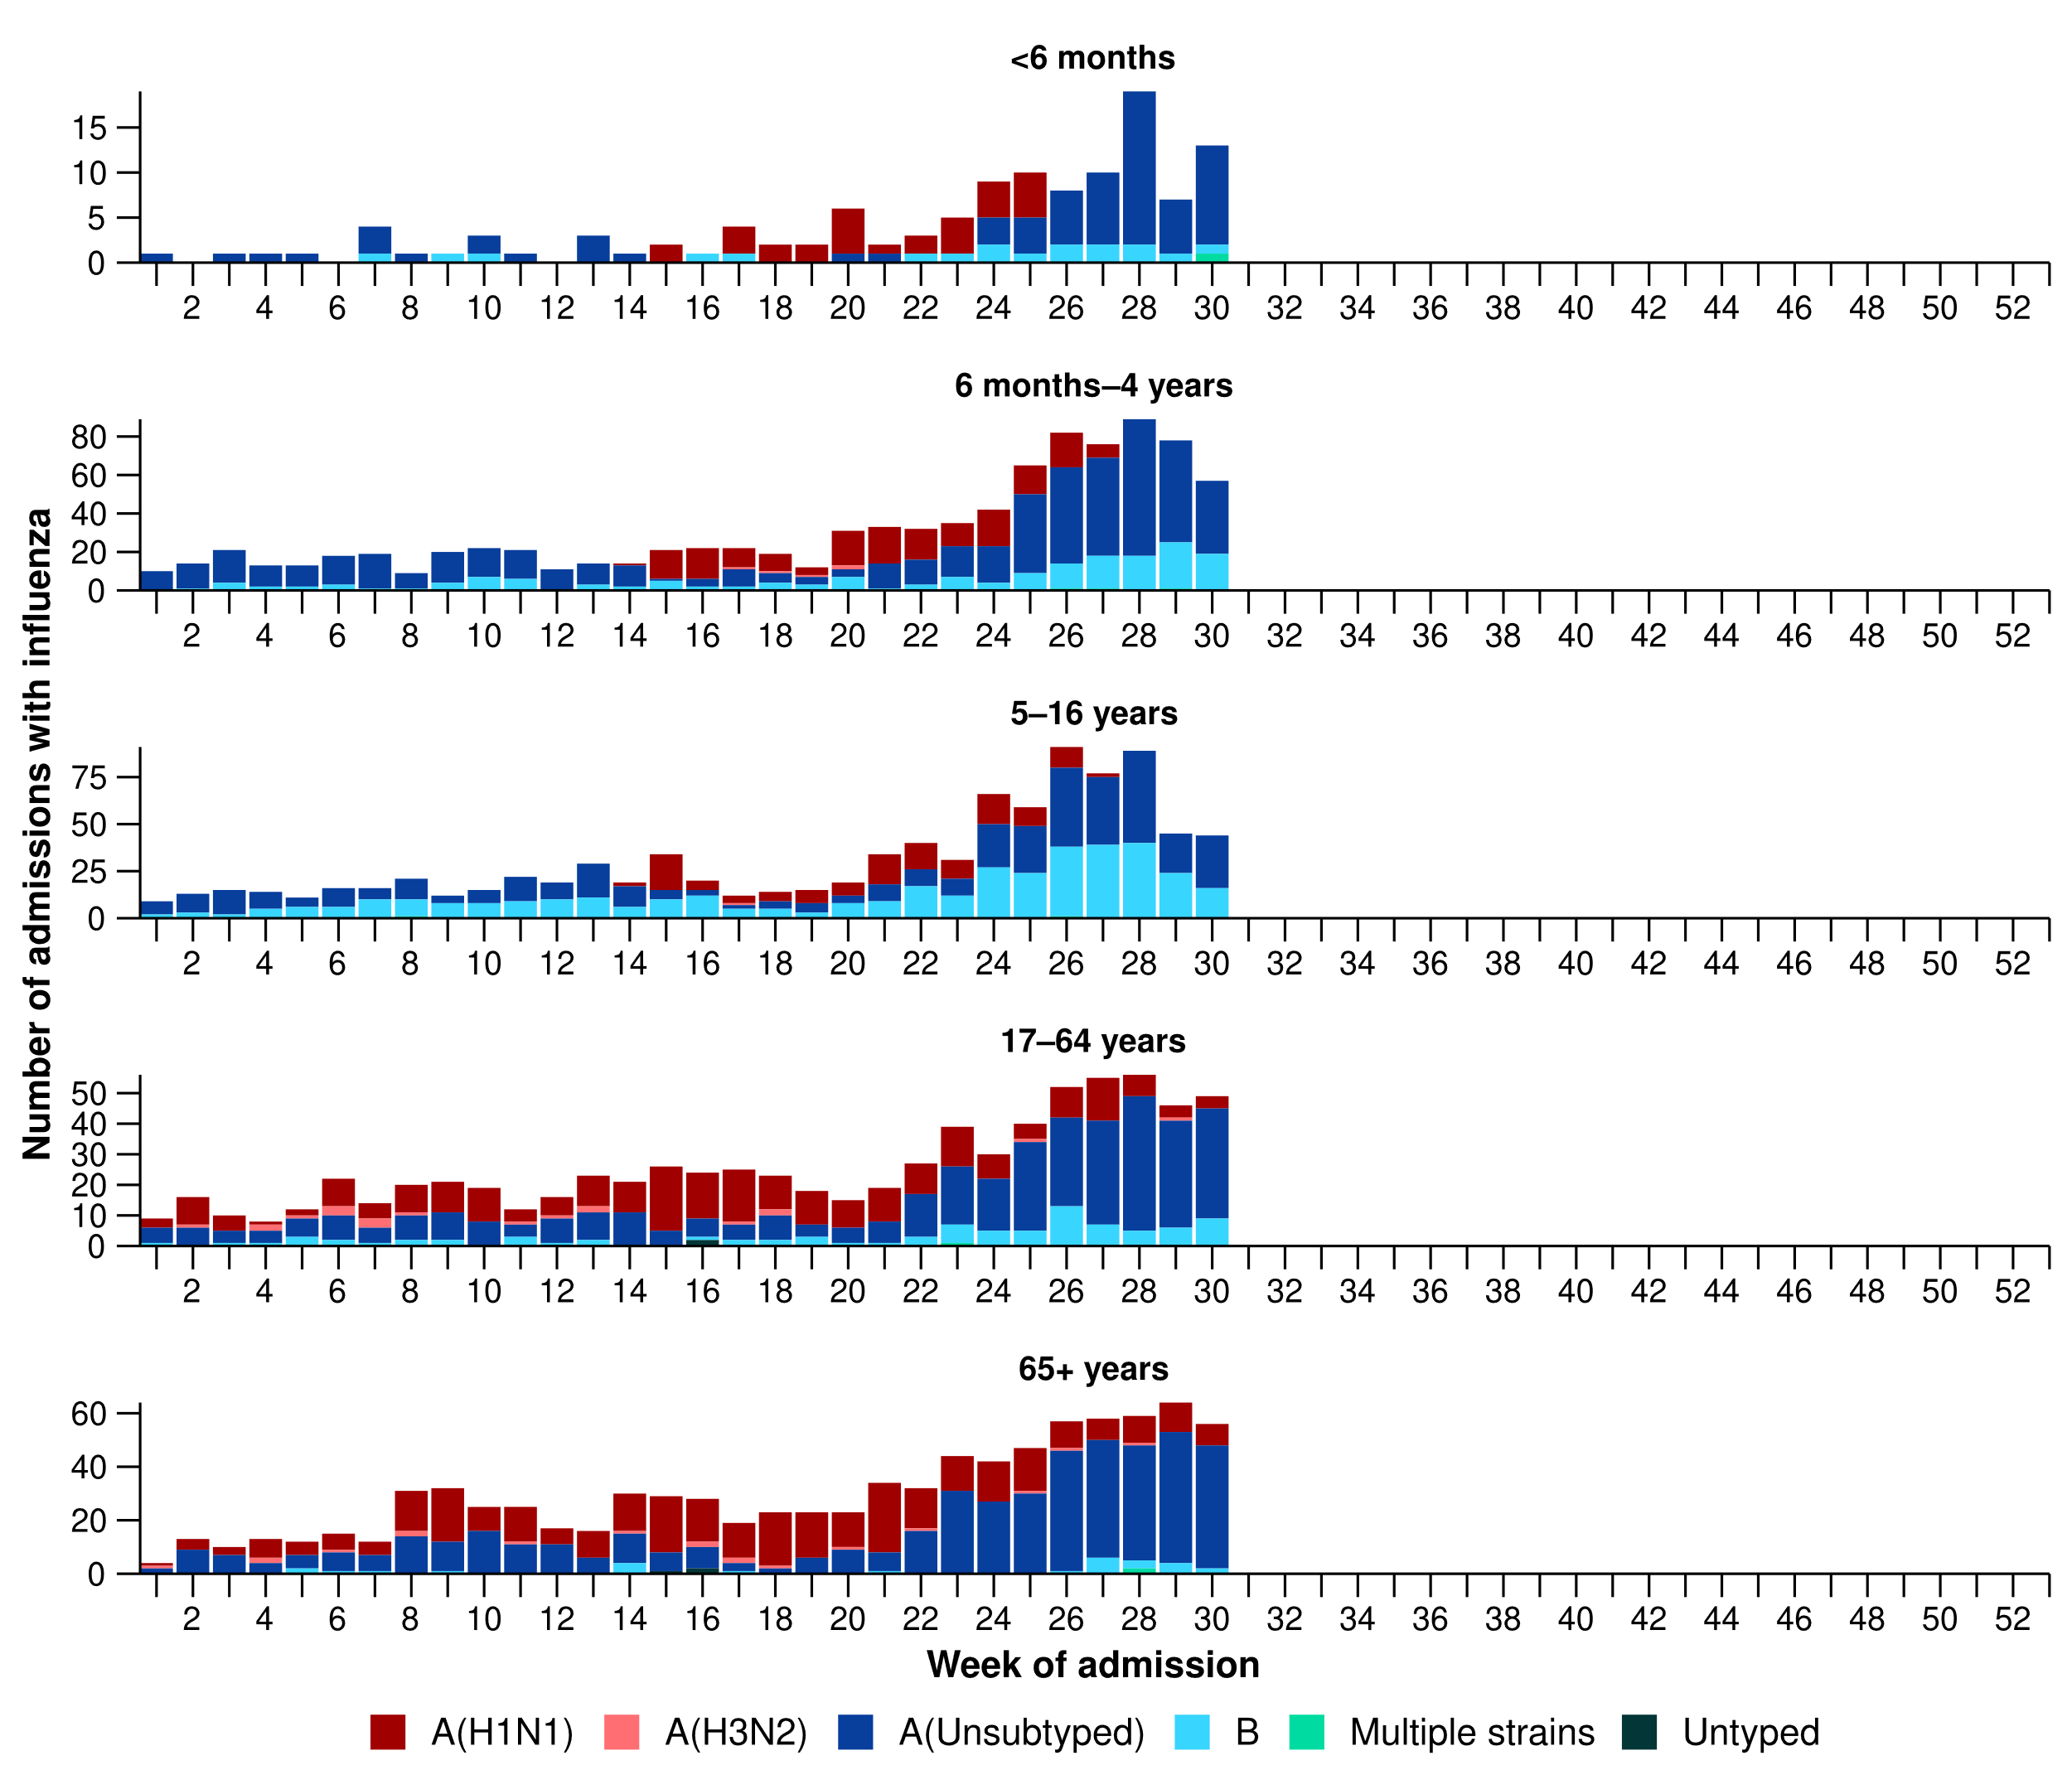 <6 months
15
10
5
0
2 4 6 8 10 12 14 16 18 20 22 24 26 28 30 32 34 36 38 40 42 44 46 48 50 52
6 months–4 years
80
60
40
20
0
2 4 6 8 10 12 14 16 18 20 22 24 26 28 30 32 34 36 38 40 42 44 46 48 50 52
5–16 years
75
50
25
0
2 4 6 8 10 12 14 16 18 20 22 24 26 28 30 32 34 36 38 40 42 44 46 48 50 52
17–64 years
50
40
30
20
10
0
2 4 6 8 10 12 14 16 18 20 22 24 26 28 30 32 34 36 38 40 42 44 46 48 50 52
65+ years
60
40
20
0
2 4 6 8 10 12 14 16 18 20 22 24 26 28 30 32 34 36 38 40 42 44 46 48 50 52
Number of admissions with influenza
Week of admission
A(H1N1) A(H3N2) A(Unsubtyped) B Multiple strains Untyped